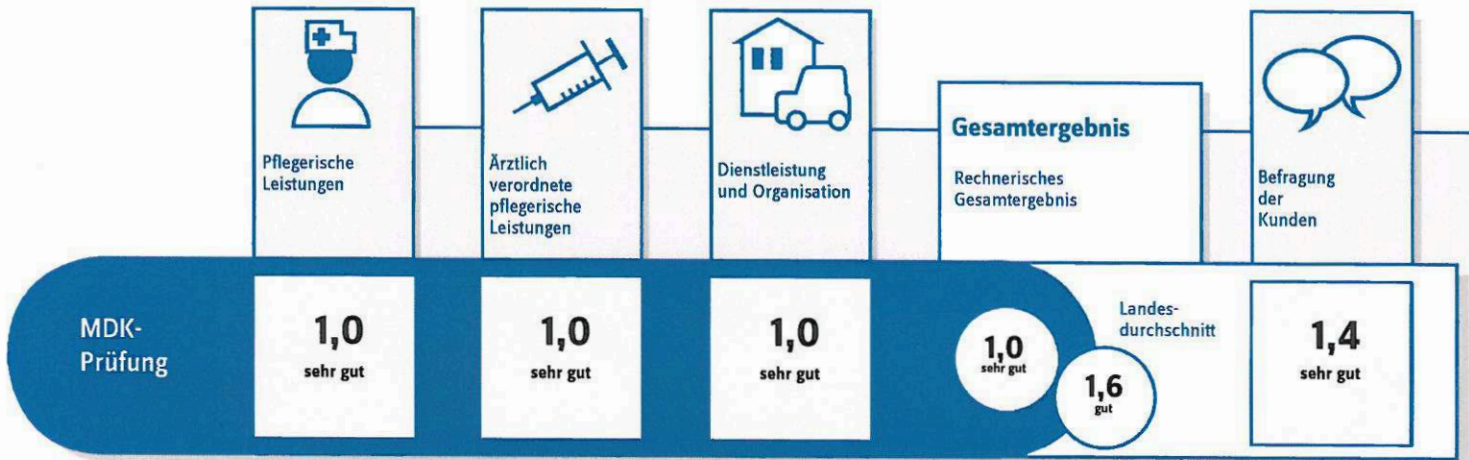 Pflegerische
Leistungen
Ärztlich
verordnete
pflegerische
Leistungen
Dienstleistung
und Organisation
Gesamtergebnis
Rechnerisches
Gesamtergebnis
Befragung
der
Kunden
MDK-
Prüfung
1,0
sehr gut
1,0
sehr gut
1,0
sehr gut
1,0
sehr gut
Landes-
durchschnitt
1,6
gut
1,4
sehr gut